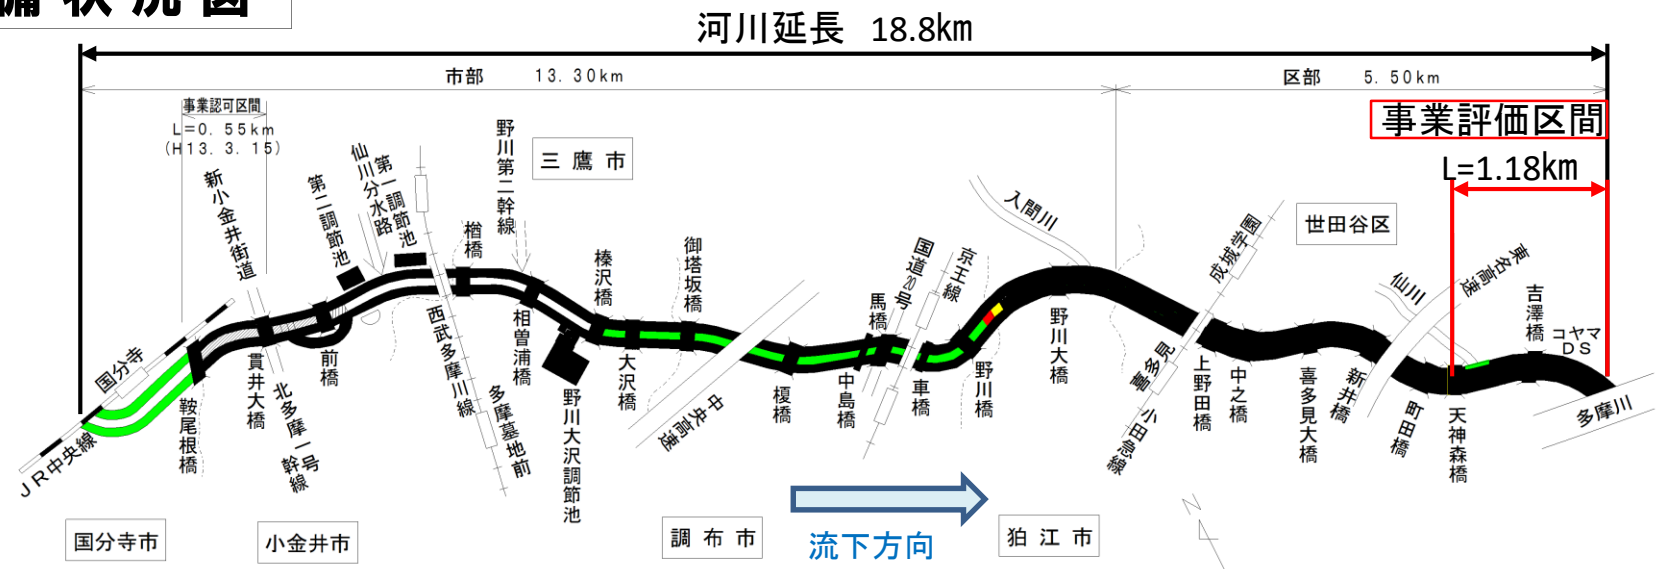 備状況図
河川延長 18.8km
市部 13.30km
区部 5.50km
事業認可区間
L=0.55km
(H13.3.15)
事業評価区間
L=1.18km
新小金井街道
第二調節池
仙川分水路
第一調節池
野川第二幹線
三鷹市
楢橋
榛沢橋
御塔坂橋
入間川
国道20号
京王線
馬橋
成城学園
世田谷区
仙川
東名高速
吉澤橋
コヤマ
DS
国分寺
JR中央線
鞍尾根橋
貫井大橋
北多摩一号幹線
前橋
西武多摩川線
多摩墓地前
相曽浦橋
野川大沢調節池
大沢橋
中央高速
榎橋
中島橋
車橋
野川橋
野川大橋
喜多見
小田急線
上野田橋
中之橋
喜多見大橋
新井橋
町田橋
天神森橋
多摩川
国分寺市
小金井市
調布市
流下方向
狛江市
N